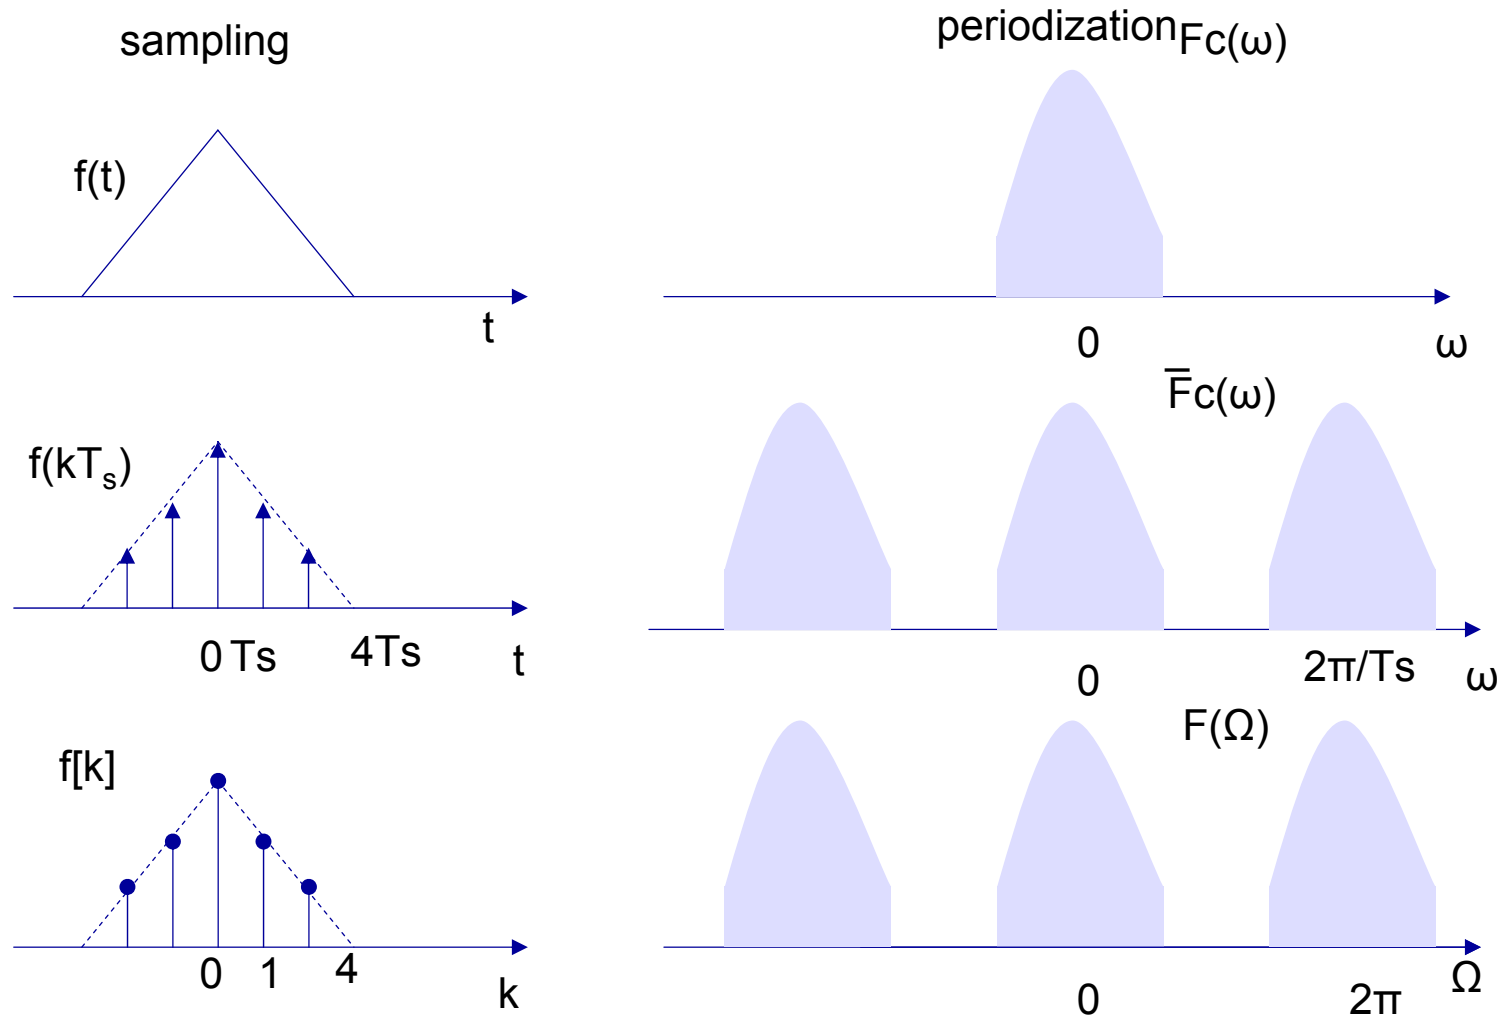 sampling
periodization
Fc(ω)
f(t)
t
0
ω
F̅c(ω)
f(kTₛ)
0 Ts
4Ts
t
0
2π/Ts
ω
F(Ω)
f[k]
0
1
4
k
0
2π
Ω